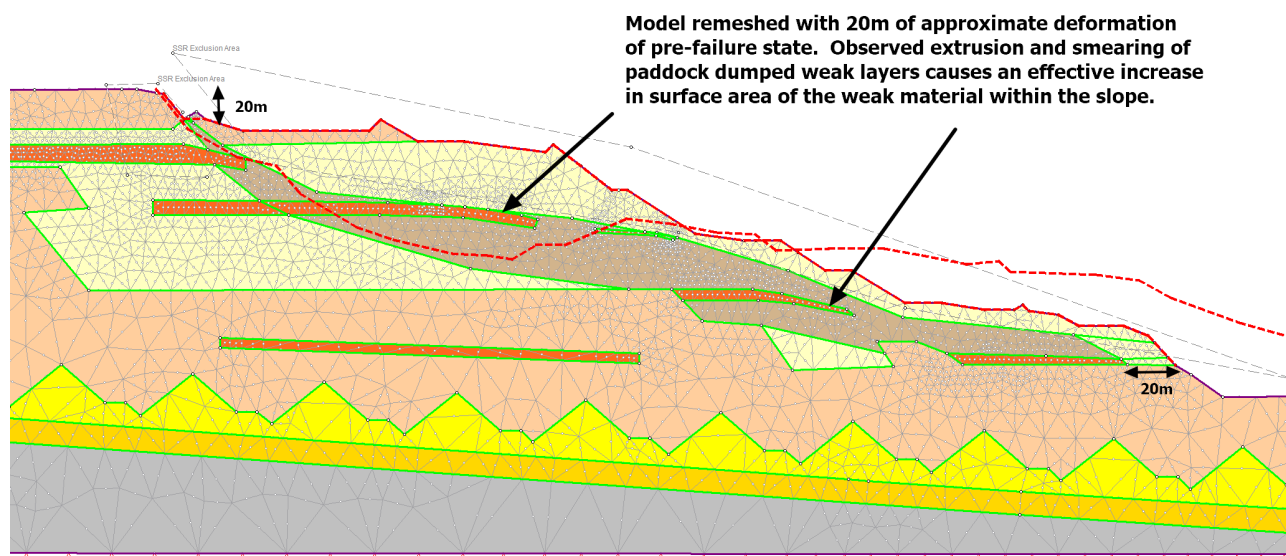 Model remeshed with 20m of approximate deformation
of pre-failure state.  Observed extrusion and smearing of
paddock dumped weak layers causes an effective increase
in surface area of the weak material within the slope.
SSR Exclusion Area
SSR Exclusion Area
20m
20m